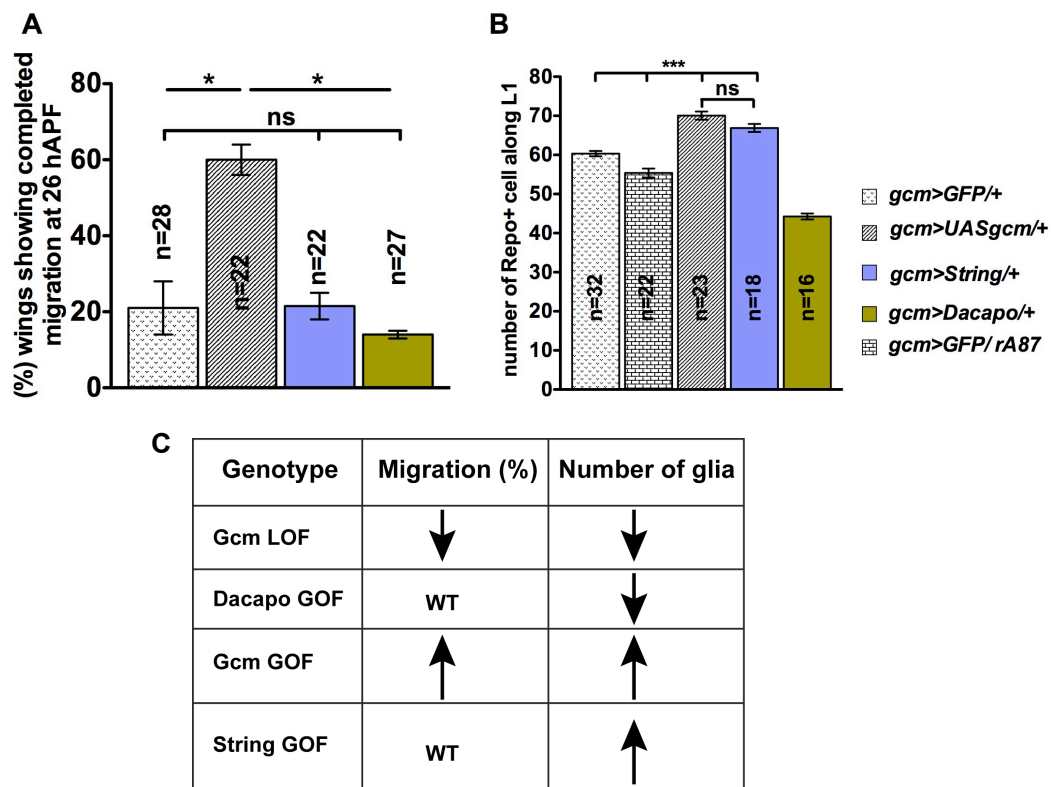 A
(%) wings showing completed
migration at 26 hAPF
80
60
40
20
0
*
*
ns
n=28
n=22
n=22
n=27
B
number of Repo+ cell along L1
80
70
60
50
40
30
20
10
0
***
ns
n=32
n=22
n=23
n=18
n=16
gcm>GFP/+
gcm>UASgcm/+
gcm>String/+
gcm>Dacapo/+
gcm>GFP/ rA87
C
Genotype Migration (%) Number of glia
Gcm LOF
Dacapo GOF WT
Gcm GOF
String GOF WT